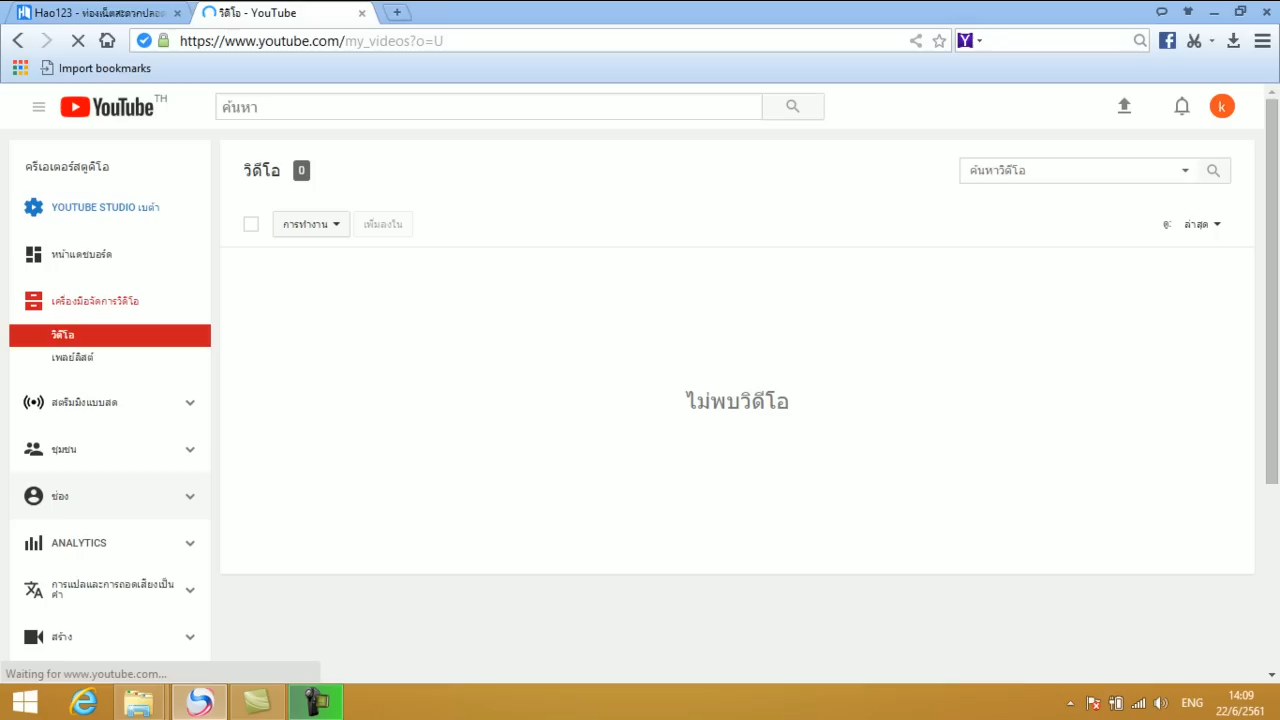 Hao123 - ท่องเน็ตสะดวกปลอด
วิดีโอ - YouTube
https://www.youtube.com/my_videos?o=U
Import bookmarks
YouTube TH
ค้นหา
k
ครีเอเตอร์สตูดิโอ
YOUTUBE STUDIO เบต้า
หน้าแดชบอร์ด
เครื่องมือจัดการวิดีโอ
วิดีโอ
เพลย์ลิสต์
สตรีมมิงแบบสด
ชุมชน
ช่อง
ANALYTICS
การแปลและการถอดเสียงเป็น
คำ
สร้าง
วิดีโอ 0
ค้นหาวิดีโอ
การทำงาน
เพิ่มลงใน
ดู:
ล่าสุด
ไม่พบวิดีโอ
Waiting for www.youtube.com...
ENG
14:09
22/6/2561